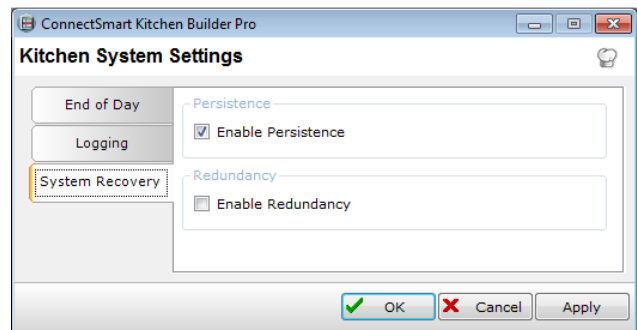 ConnectSmart Kitchen Builder Pro
Kitchen System Settings
End of Day
Logging
System Recovery
Persistence
Enable Persistence
Redundancy
Enable Redundancy
OK
Cancel
Apply